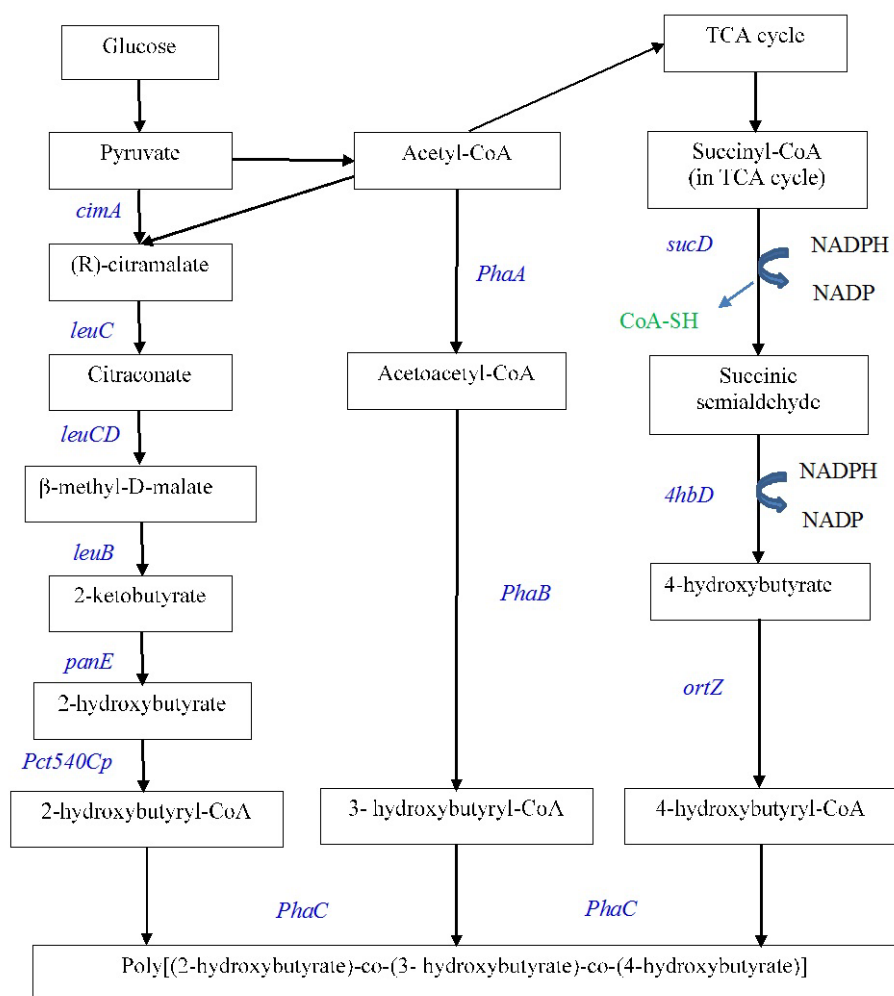 Glucose
TCA cycle
Pyruvate
Acetyl-CoA
Succinyl-CoA
(in TCA cycle)
cimA
sucD
NADPH
NADP
CoA-SH
(R)-citramalate
PhaA
leuC
Citraconate
Acetoacetyl-CoA
Succinic
semialdehyde
leuCD
β-methyl-D-malate
4hbD
NADPH
NADP
leuB
2-ketobutyrate
PhaB
4-hydroxybutyrate
panE
2-hydroxybutyrate
ortZ
Pct540Cp
2-hydroxybutyryl-CoA
3- hydroxybutyryl-CoA
4-hydroxybutyryl-CoA
PhaC
PhaC
Poly[(2-hydroxybutyrate)-co-(3- hydroxybutyrate)-co-(4-hydroxybutyrate)]